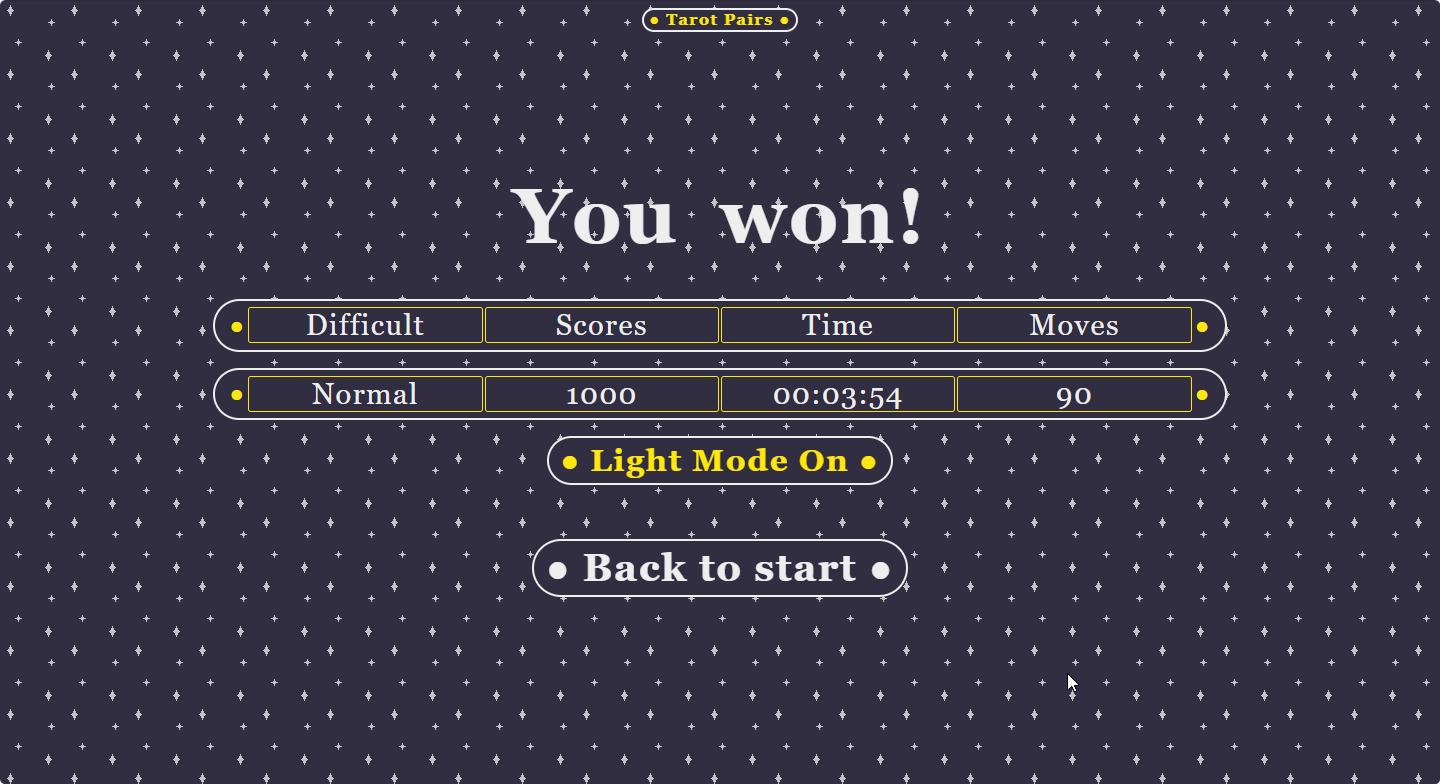 • Tarot Pairs •
You won!
• Difficult Scores Time Moves •
• Normal 1000 00:03:54 90 •
• Light Mode On •
• Back to start •